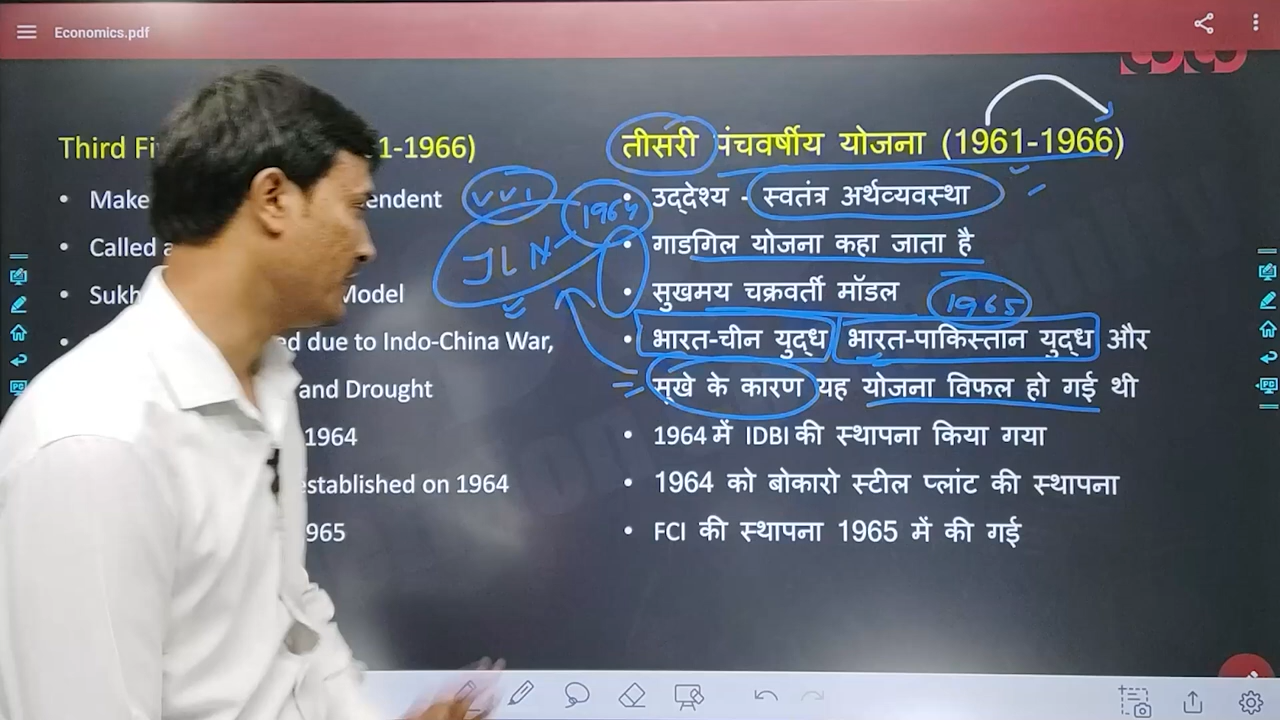 Economics.pdf
Third Fi 1-1966)
Make endent
Called a
Sukh Model
ed due to Indo-China War,
and Drought
1964
established on 1964
965
तीसरी पंचवर्षीय योजना (1961-1966)
उद्देश्य - स्वतंत्र अर्थव्यवस्था
गाडगिल योजना कहा जाता है
सुखमय चक्रवर्ती मॉडल
भारत-चीन युद्ध भारत-पाकिस्तान युद्ध और
सूखे के कारण यह योजना विफल हो गई थी
1964 में IDBI की स्थापना किया गया
1964 को बोकारो स्टील प्लांट की स्थापना
FCI की स्थापना 1965 में की गई
VVI
1964
JLN
1965